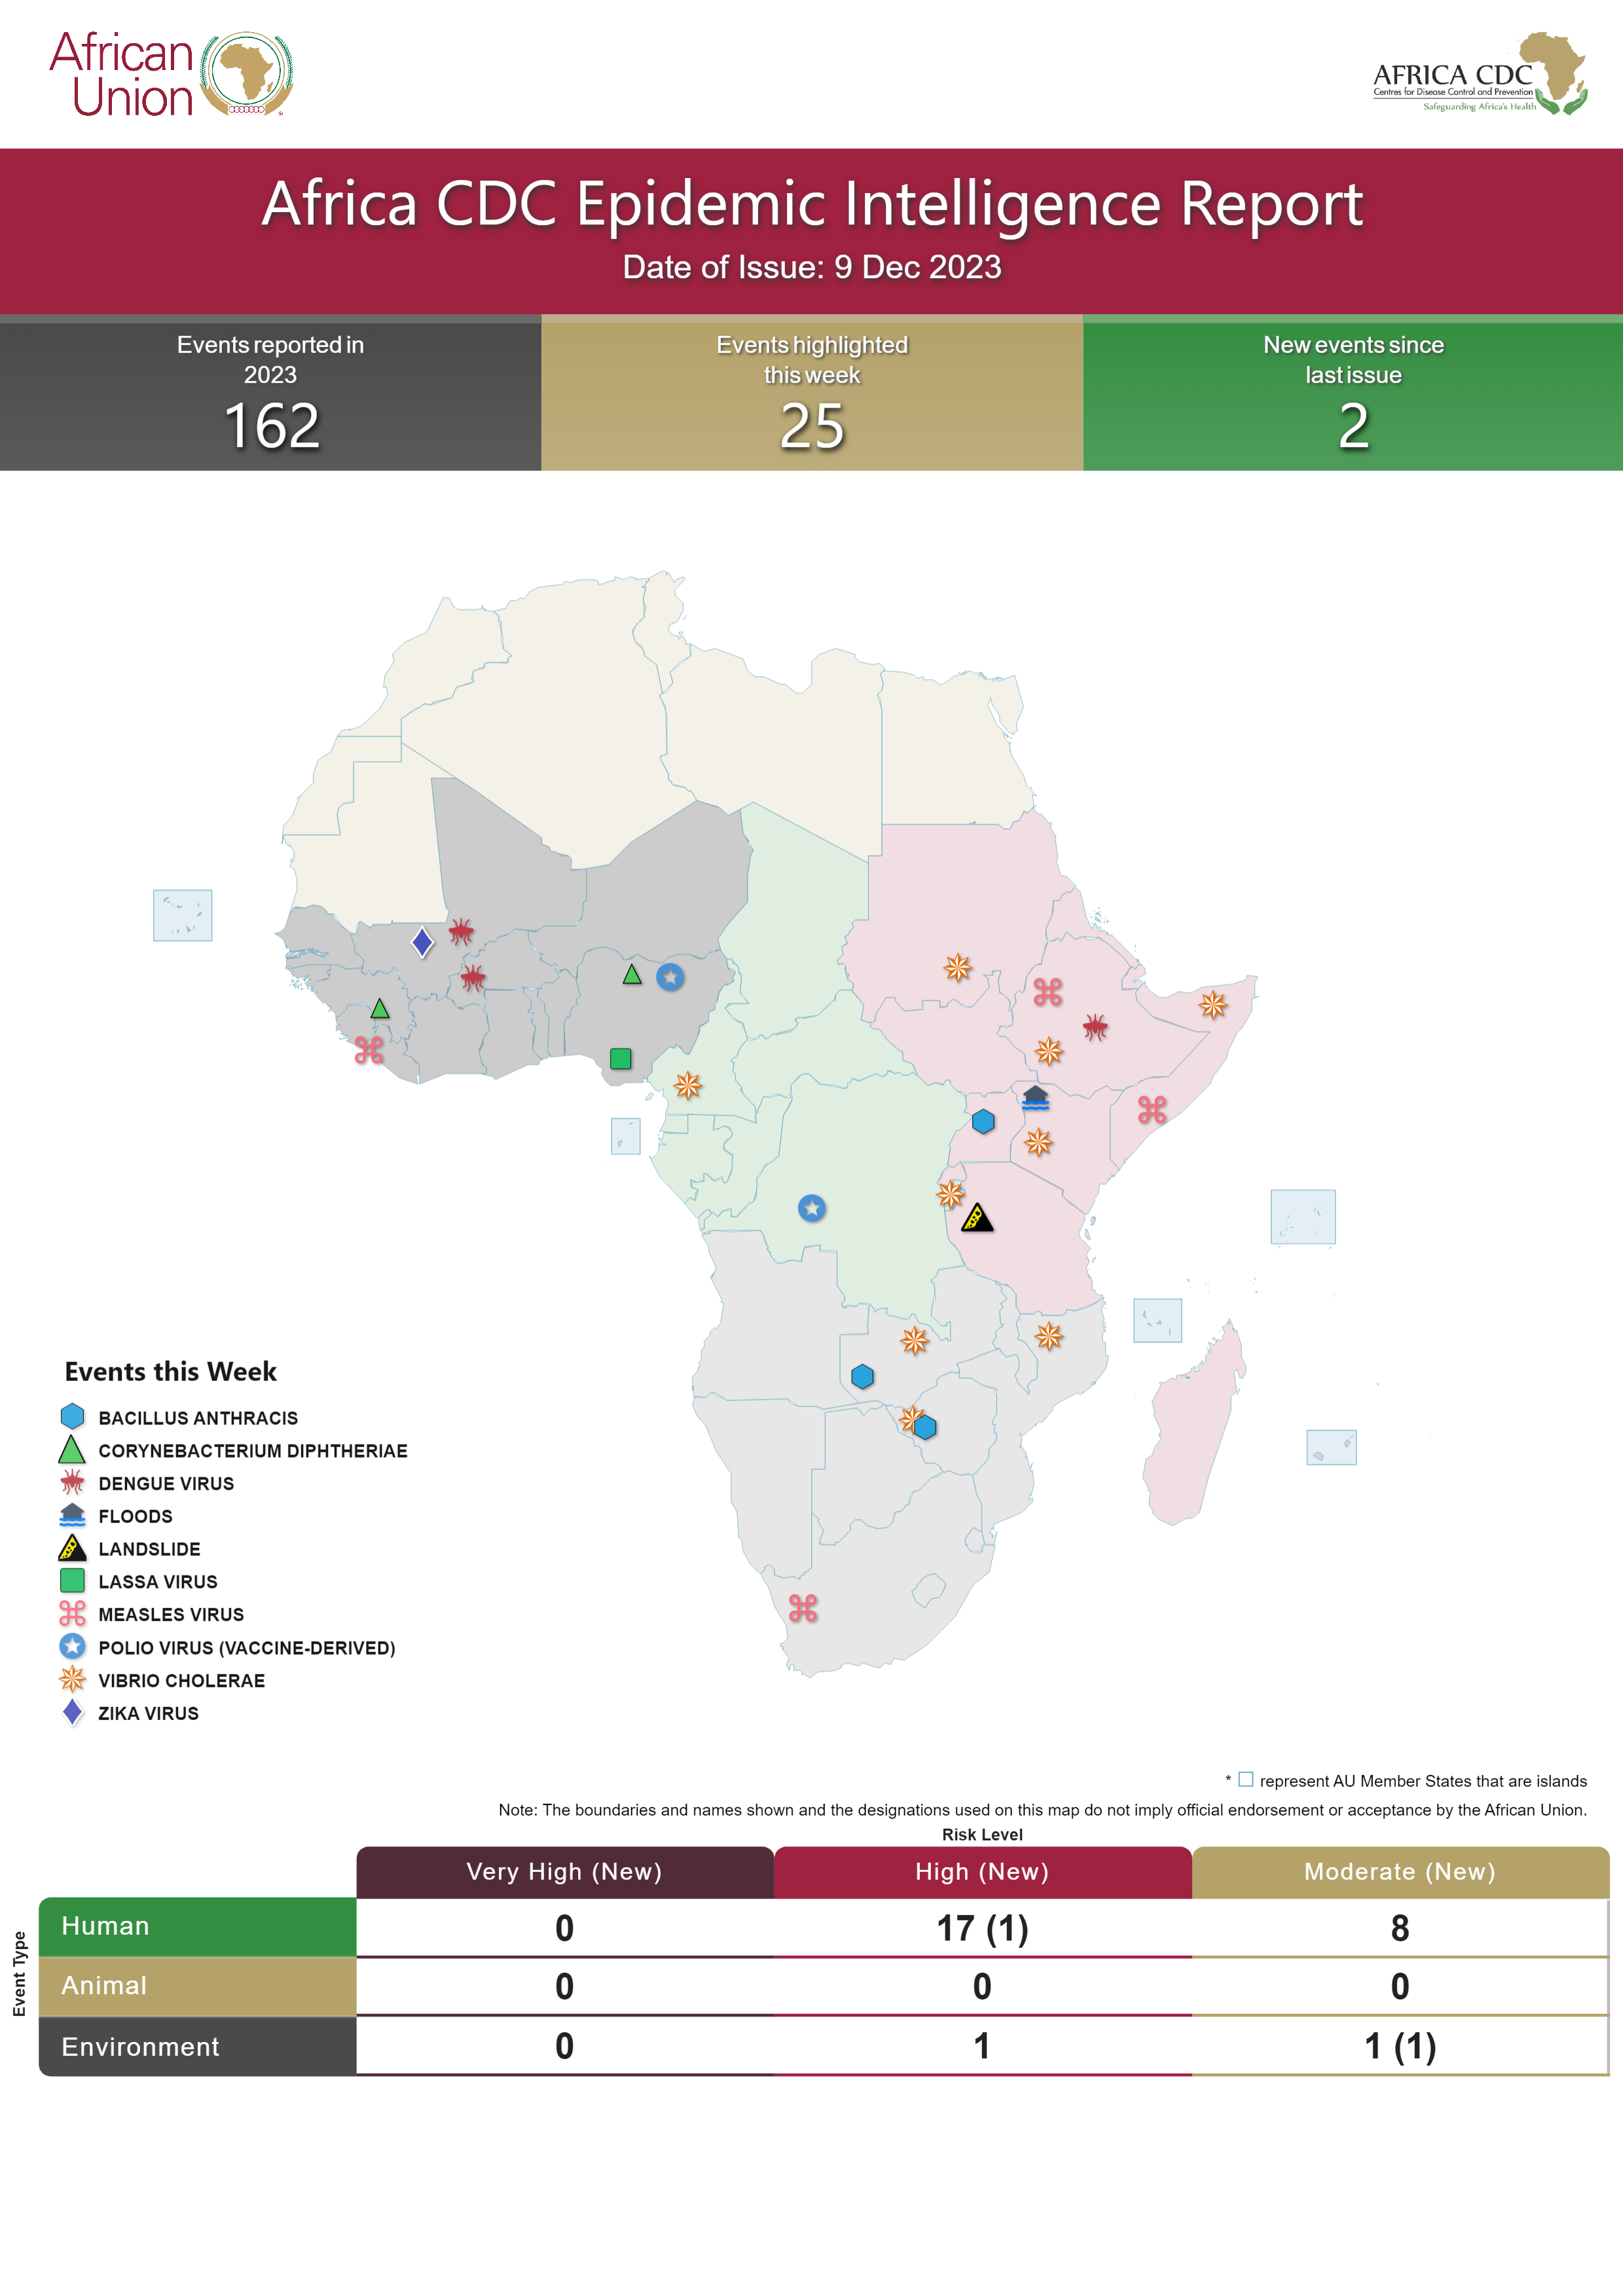 African
Union
AFRICA CDC
Centres for Disease Control and Prevention
Safeguarding Africa's Health
Africa CDC Epidemic Intelligence Report
Date of Issue: 9 Dec 2023
Events reported in
2023
162
Events highlighted
this week
25
New events since
last issue
2
Events this Week
BACILLUS ANTHRACIS
CORYNEBACTERIUM DIPHTHERIAE
DENGUE VIRUS
FLOODS
LANDSLIDE
LASSA VIRUS
MEASLES VIRUS
POLIO VIRUS (VACCINE-DERIVED)
VIBRIO CHOLERAE
ZIKA VIRUS
* represent AU Member States that are islands
Note: The boundaries and names shown and the designations used on this map do not imply official endorsement or acceptance by the African Union.
Risk Level
Very High (New) High (New) Moderate (New)
Event Type
Human 0 17 (1) 8
Animal 0 0 0
Environment 0 1 1 (1)